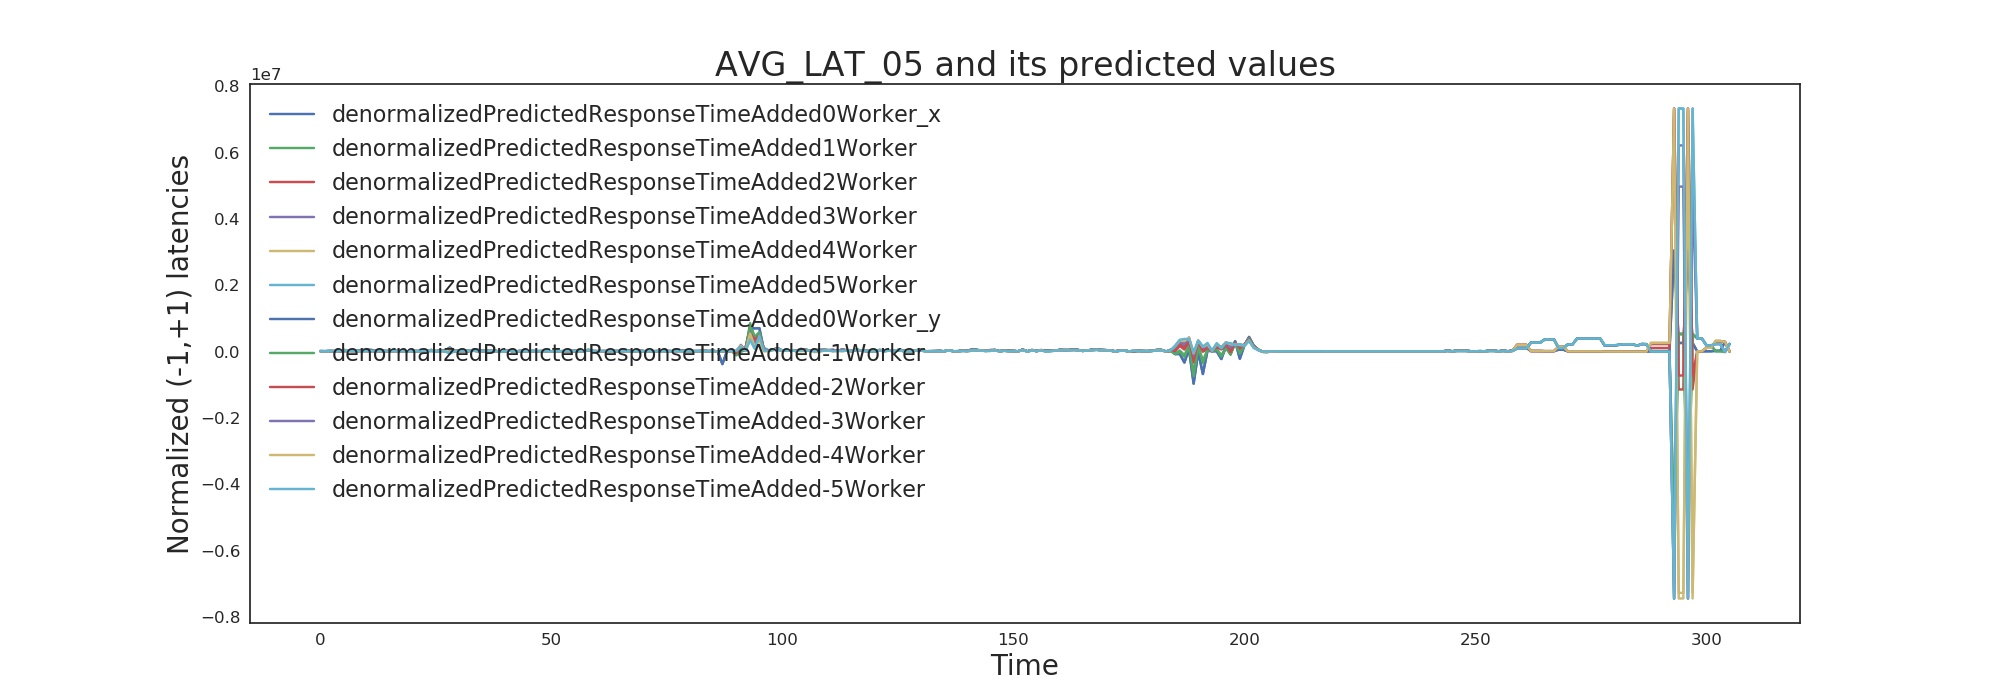 AVG_LAT_05 and its predicted values
1e7
0.8
0.6
0.4
0.2
0.0
−0.2
−0.4
−0.6
−0.8
Normalized (-1,+1) latencies
denormalizedPredictedResponseTimeAdded0Worker_x
denormalizedPredictedResponseTimeAdded1Worker
denormalizedPredictedResponseTimeAdded2Worker
denormalizedPredictedResponseTimeAdded3Worker
denormalizedPredictedResponseTimeAdded4Worker
denormalizedPredictedResponseTimeAdded5Worker
denormalizedPredictedResponseTimeAdded0Worker_y
denormalizedPredictedResponseTimeAdded-1Worker
denormalizedPredictedResponseTimeAdded-2Worker
denormalizedPredictedResponseTimeAdded-3Worker
denormalizedPredictedResponseTimeAdded-4Worker
denormalizedPredictedResponseTimeAdded-5Worker
0 50 100 150 200 250 300
Time